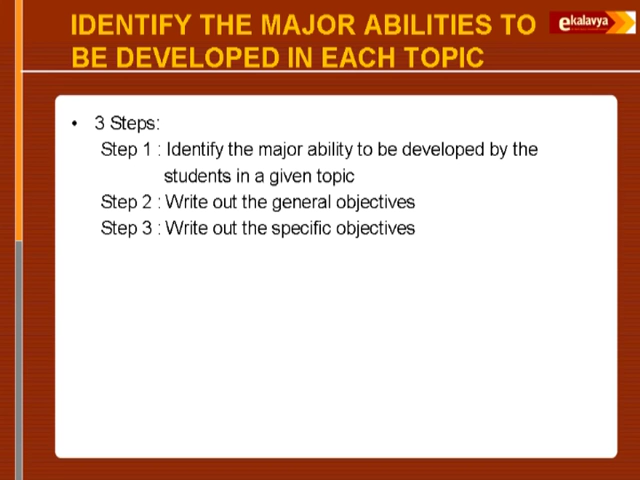 IDENTIFY THE MAJOR ABILITIES TO
BE DEVELOPED IN EACH TOPIC
ekalavya
• 3 Steps:
Step 1 : Identify the major ability to be developed by the
students in a given topic
Step 2 : Write out the general objectives
Step 3 : Write out the specific objectives